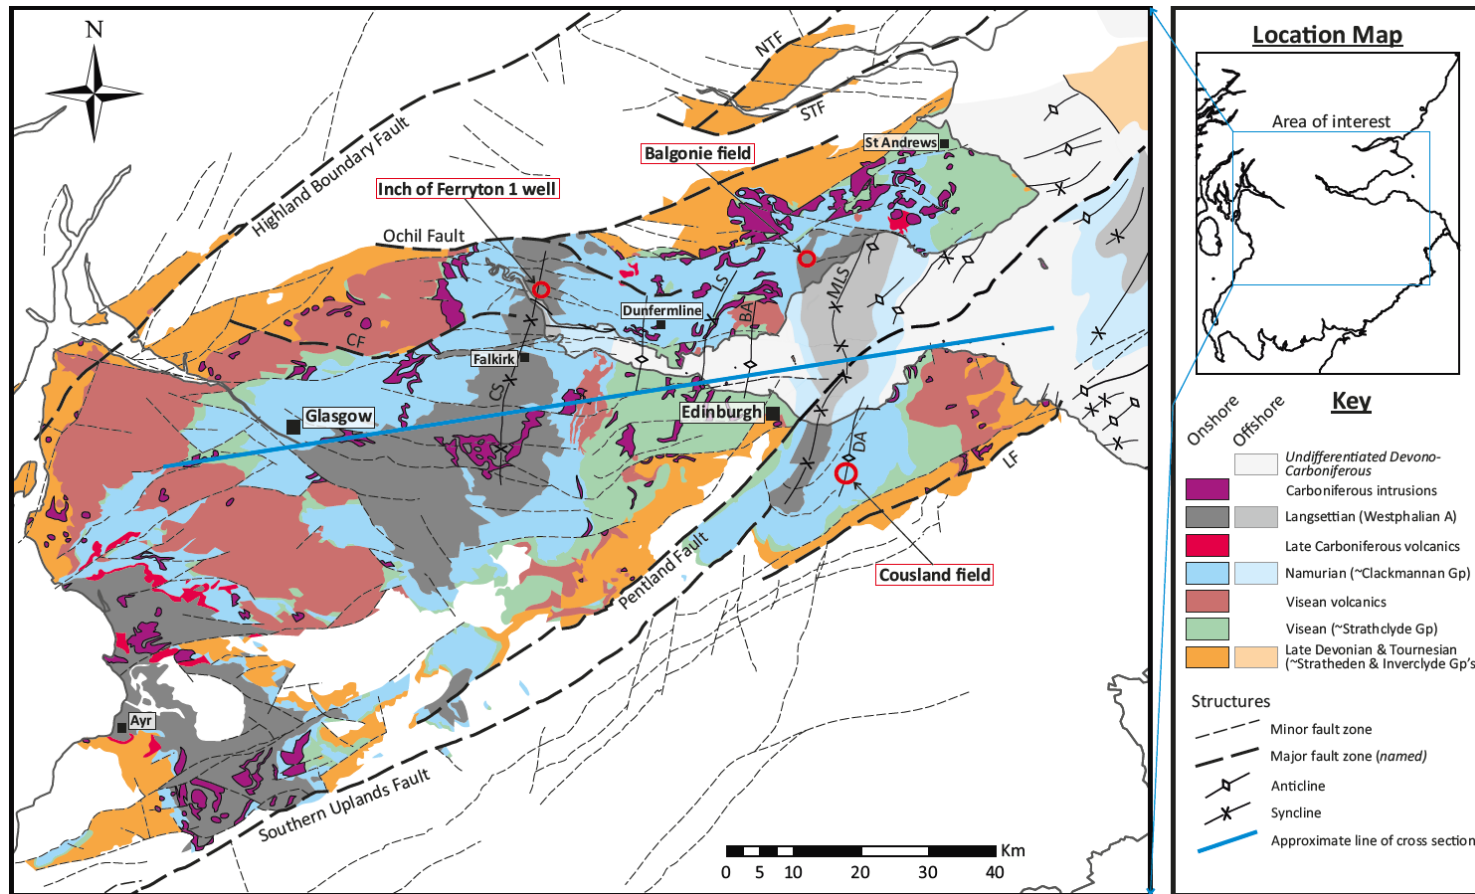 N
NTF
STF
Highland Boundary Fault
St Andrews
Balgonie field
Inch of Ferryton 1 well
Ochil Fault
MLS
LS
BA
Dunfermline
CF
Falkirk
CS
Glasgow
Edinburgh
DA
LF
Pentland Fault
Cousland field
Ayr
Southern Uplands Fault
Km
0 5 10 20 30 40
Location Map
Area of interest
Key
Onshore
Offshore
Undifferentiated Devono-
Carboniferous
Carboniferous intrusions
Langsettian (Westphalian A)
Late Carboniferous volcanics
Namurian (~Clackmannan Gp)
Visean volcanics
Visean (~Strathclyde Gp)
Late Devonian & Tournesian
(~Stratheden & Inverclyde Gp's
Structures
Minor fault zone
Major fault zone (named)
Anticline
Syncline
Approximate line of cross section